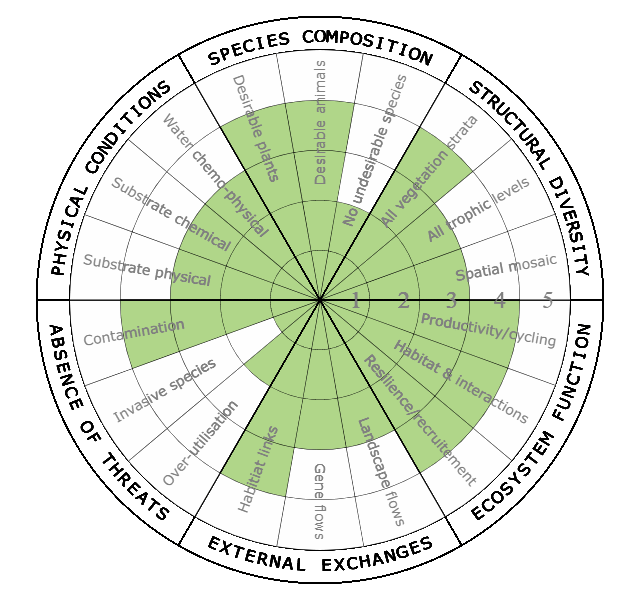 SPECIES COMPOSITION
STRUCTURAL DIVERSITY
ECOSYSTEM FUNCTION
EXTERNAL EXCHANGES
ABSENCE OF THREATS
PHYSICAL CONDITIONS
Desirable plants
Desirable animals
No undesirable species
All vegetation strata
All trophic levels
Spatial mosaic
1 2 3 4 5
Productivity/cycling
Habitat & interactions
Resilience/recruitement
Landscape flows
Gene flows
Habitiat links
Over-utilisation
Invasive species
Contamination
Substrate physical
Substrate chemical
Water chemo-physical